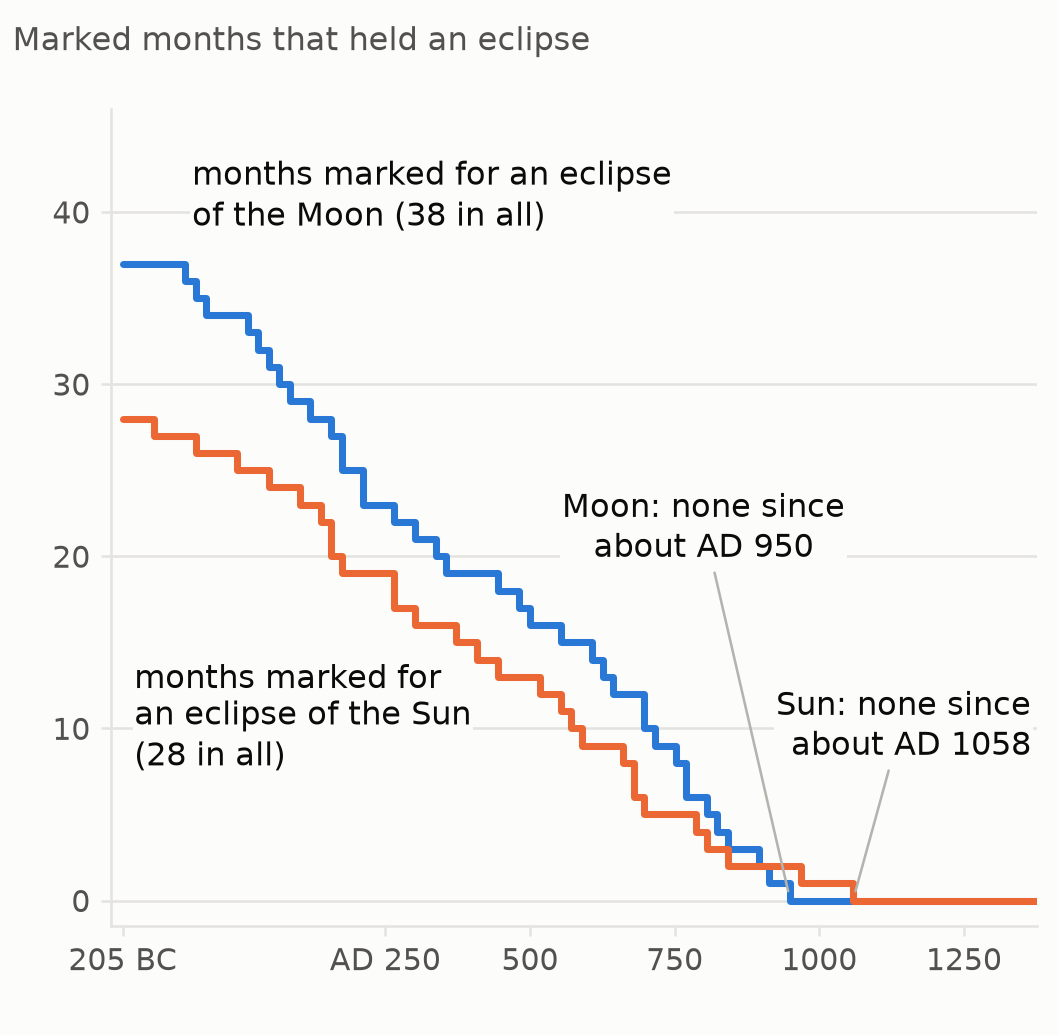 Marked months that held an eclipse
months marked for an eclipse
of the Moon (38 in all)
40
30
Moon: none since
about AD 950
20
months marked for
an eclipse of the Sun
(28 in all)
Sun: none since
about AD 1058
10
0
205 BC
AD 250
500
750
1000
1250